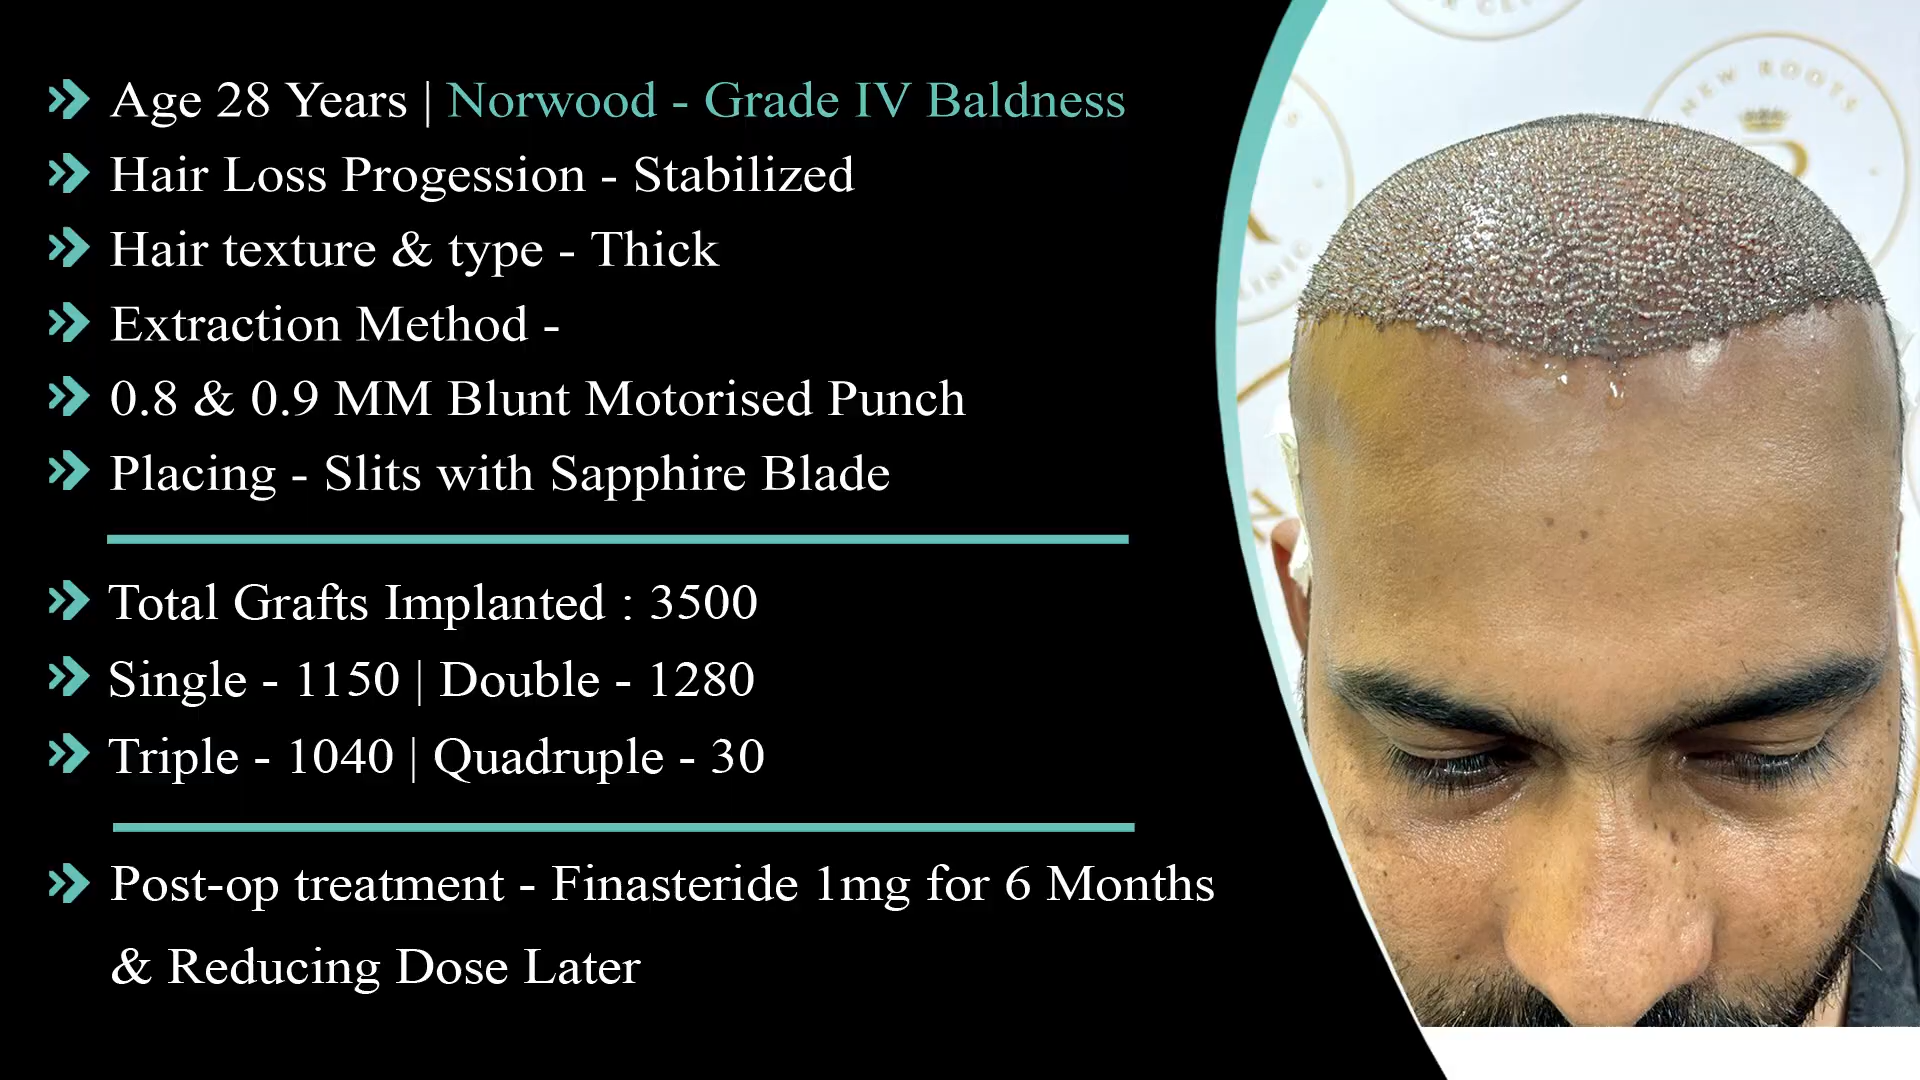 Age 28 Years | Norwood - Grade IV Baldness
Hair Loss Progession - Stabilized
Hair texture & type - Thick
Extraction Method -
0.8 & 0.9 MM Blunt Motorised Punch
Placing - Slits with Sapphire Blade
Total Grafts Implanted : 3500
Single - 1150 | Double - 1280
Triple - 1040 | Quadruple - 30
Post-op treatment - Finasteride 1mg for 6 Months
& Reducing Dose Later
NEW ROOTS